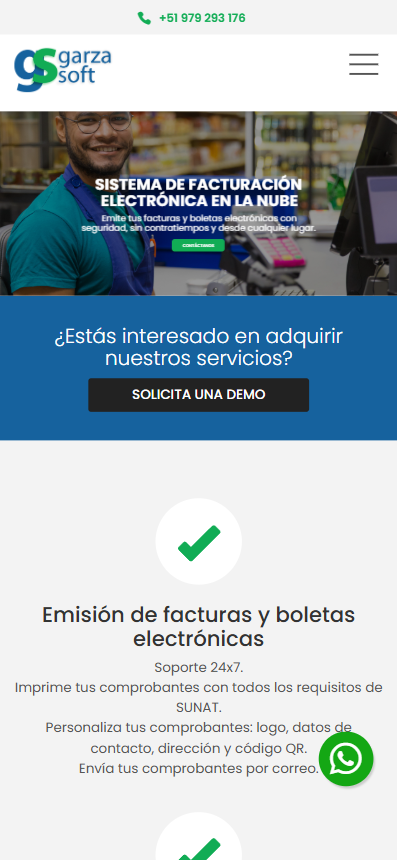 +51 979 293 176
gs garza
soft
SISTEMA DE FACTURACIÓN
ELECTRÓNICA EN LA NUBE
Emite tus facturas y boletas electrónicas con
seguridad, sin contratiempos y desde cualquier lugar.
CONTÁCTANOS
¿Estás interesado en adquirir
nuestros servicios?
SOLICITA UNA DEMO
Emisión de facturas y boletas
electrónicas
Soporte 24x7.
Imprime tus comprobantes con todos los requisitos de
SUNAT.
Personaliza tus comprobantes: logo, datos de
contacto, dirección y código QR.
Envía tus comprobantes por correo.